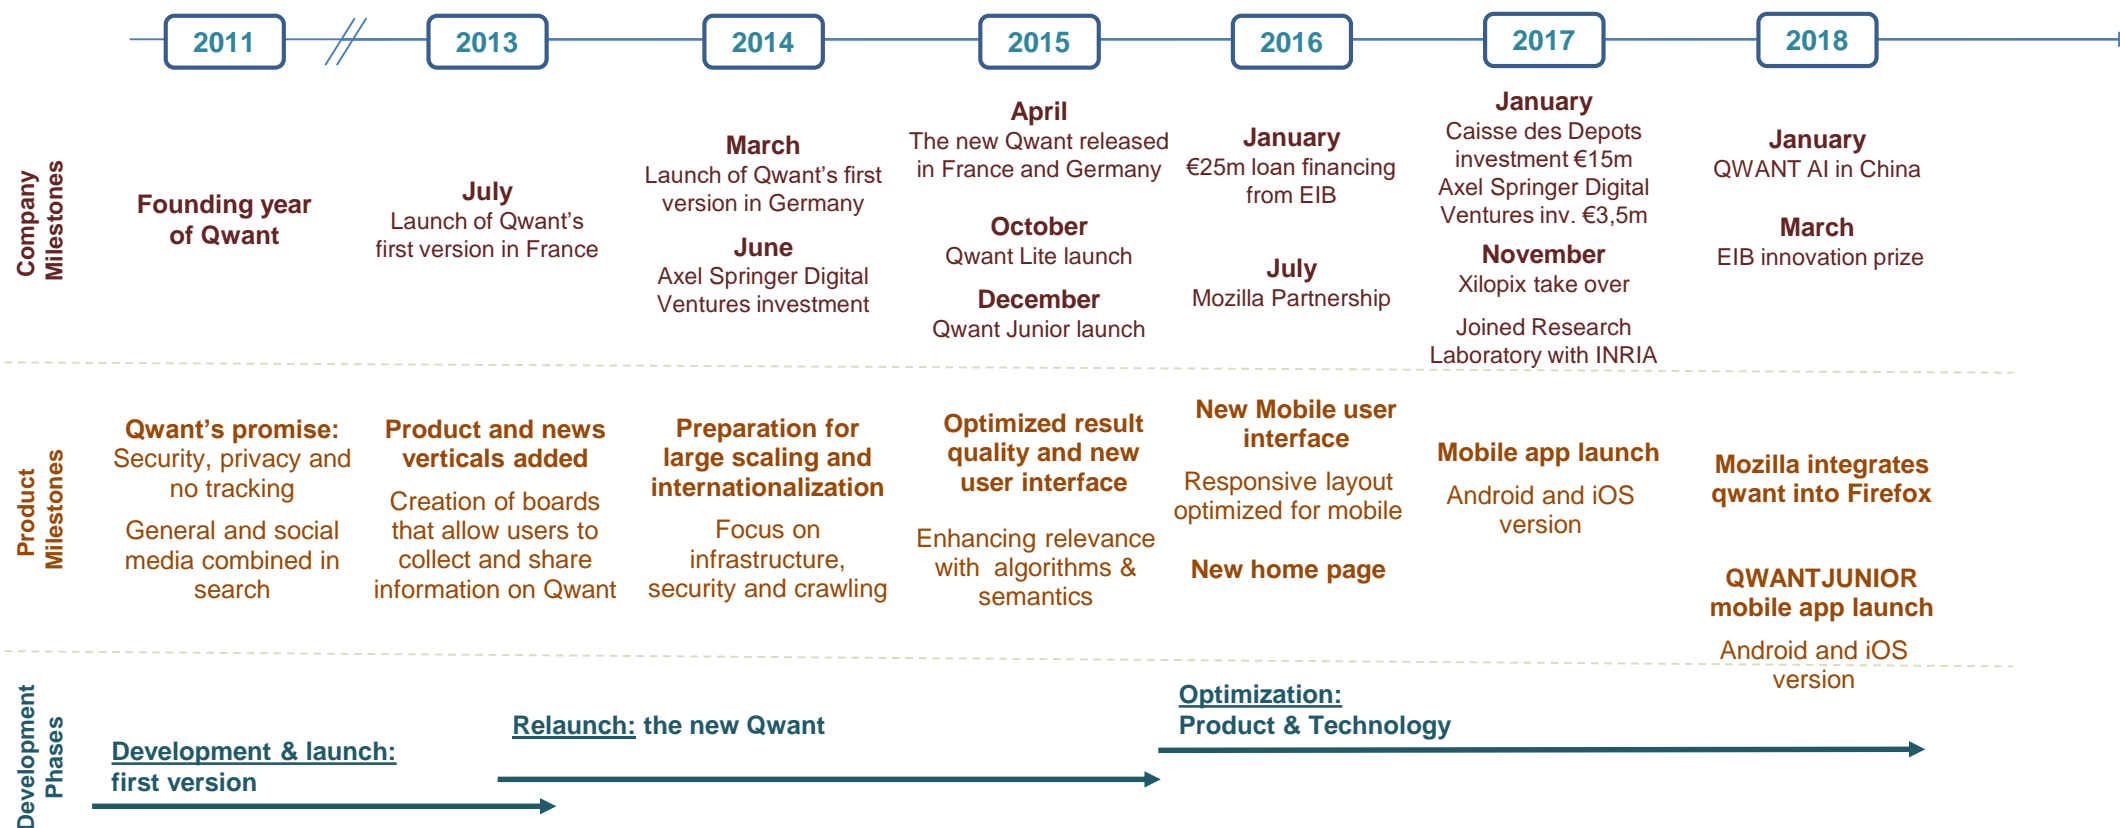 2011
2013
2014
2015
2016
2017
2018
Company
Milestones
Founding year
of Qwant
July
Launch of Qwant's
first version in France
March
Launch of Qwant's first
version in Germany
June
Axel Springer Digital
Ventures investment
April
The new Qwant released
in France and Germany
October
Qwant Lite launch
December
Qwant Junior launch
January
€25m loan financing
from EIB
July
Mozilla Partnership
January
Caisse des Depots
investment €15m
Axel Springer Digital
Ventures inv. €3,5m
November
Xilopix take over
Joined Research
Laboratory with INRIA
January
QWANT AI in China
March
EIB innovation prize
Product
Milestones
Qwant's promise:
Security, privacy and
no tracking
General and social
media combined in
search
Product and news
verticals added
Creation of boards
that allow users to
collect and share
information on Qwant
Preparation for
large scaling and
internationalization
Focus on
infrastructure,
security and crawling
Optimized result
quality and new
user interface
Enhancing relevance
with algorithms &
semantics
New Mobile user
interface
Responsive layout
optimized for mobile
New home page
Mobile app launch
Android and iOS
version
Mozilla integrates
qwant into Firefox
QWANTJUNIOR
mobile app launch
Android and iOS
version
Development
Phases
Development & launch:
first version
Relaunch: the new Qwant
Optimization:
Product & Technology